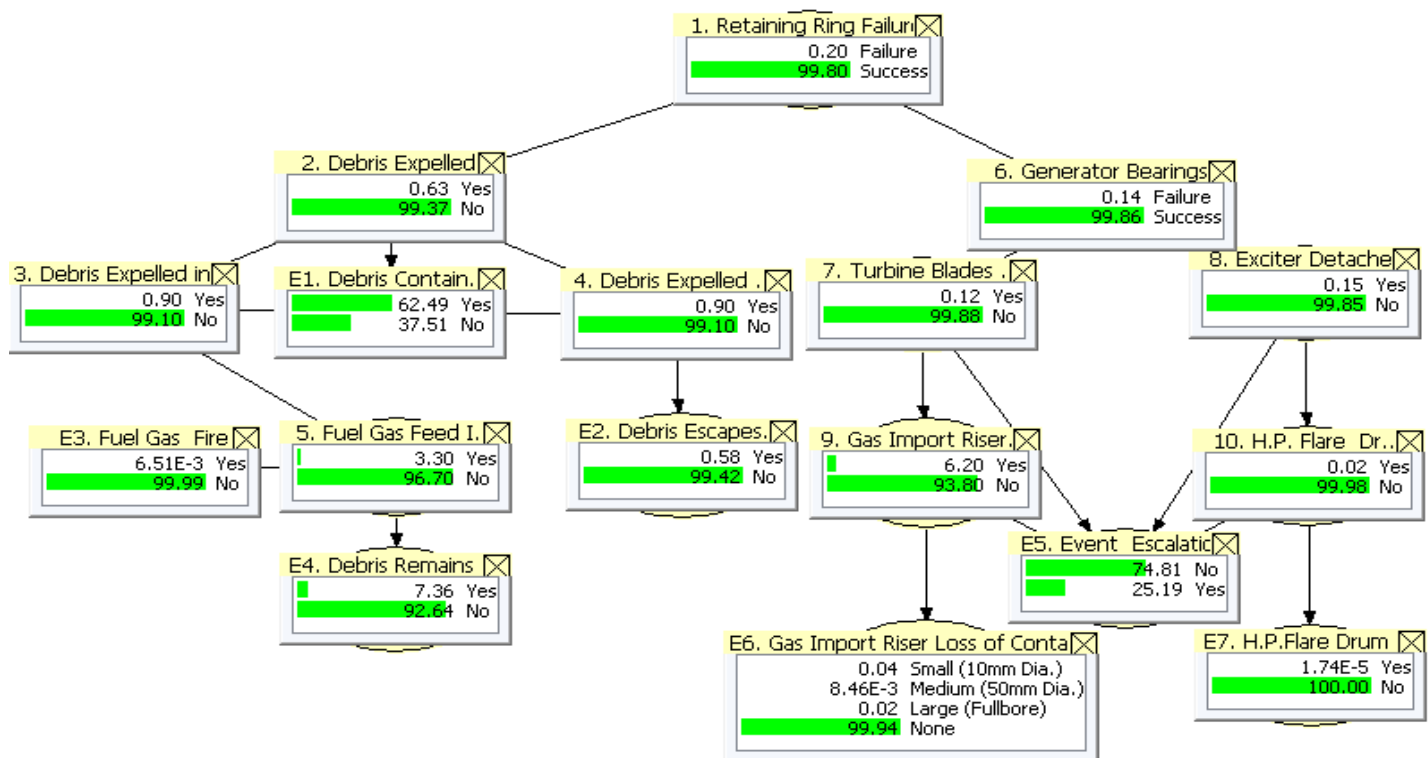 1. Retaining Ring Failur
0.20 Failure
99.80 Success
2. Debris Expelled
0.63 Yes
99.37 No
6. Generator Bearings
0.14 Failure
99.86 Success
3. Debris Expelled in
0.90 Yes
99.10 No
E1. Debris Contain..
62.49 Yes
37.51 No
4. Debris Expelled .
0.90 Yes
99.10 No
7. Turbine Blades .
0.12 Yes
99.88 No
8. Exciter Detache
0.15 Yes
99.85 No
E3. Fuel Gas Fire
6.51E-3 Yes
99.99 No
5. Fuel Gas Feed I..
3.30 Yes
96.70 No
E2. Debris Escapes..
0.58 Yes
99.42 No
9. Gas Import Riser..
6.20 Yes
93.80 No
10. H.P. Flare Dr..
0.02 Yes
99.98 No
E4. Debris Remains
7.36 Yes
92.64 No
E5. Event Escalatic
74.81 No
25.19 Yes
E6. Gas Import Riser Loss of Conta
0.04 Small (10mm Dia.)
8.46E-3 Medium (50mm Dia.)
0.02 Large (Fullbore)
99.94 None
E7. H.P.Flare Drum
1.74E-5 Yes
100.00 No